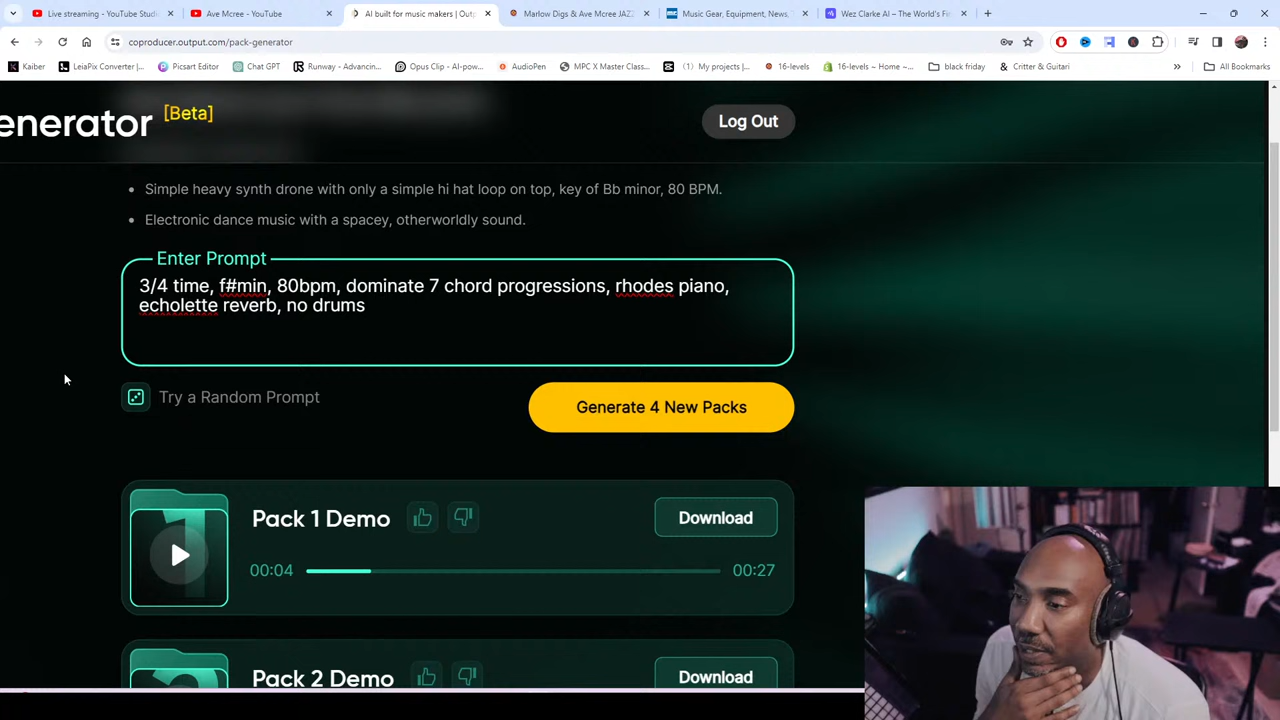 Live streaming - YouTube Studi
Ave Mcree - YouTube
AI built for music makers | Outp
Marlow Digs & Ave Mcree JAZZ
Music Gear, Equipment, News, T
Wez Clarke AI – The World's Fi
coproducer.output.com/pack-generator
Kaiber
LeiaPix Converter |...
Picsart Editor
Chat GPT
Runway - Advancin...
Opus Clip - AI-pow...
AudioPen
MPC X Master Class...
(1) My projects |...
16-levels
16-levels ~ Home ~...
black friday
Critter & Guitari
All Bookmarks
enerator [Beta]
Log Out
Simple heavy synth drone with only a simple hi hat loop on top, key of Bb minor, 80 BPM.
Electronic dance music with a spacey, otherworldly sound.
Enter Prompt
3/4 time, f#min, 80bpm, dominate 7 chord progressions, rhodes piano,
echolette reverb, no drums
Try a Random Prompt
Generate 4 New Packs
Pack 1 Demo
Download
00:04
00:27
Pack 2 Demo
Download